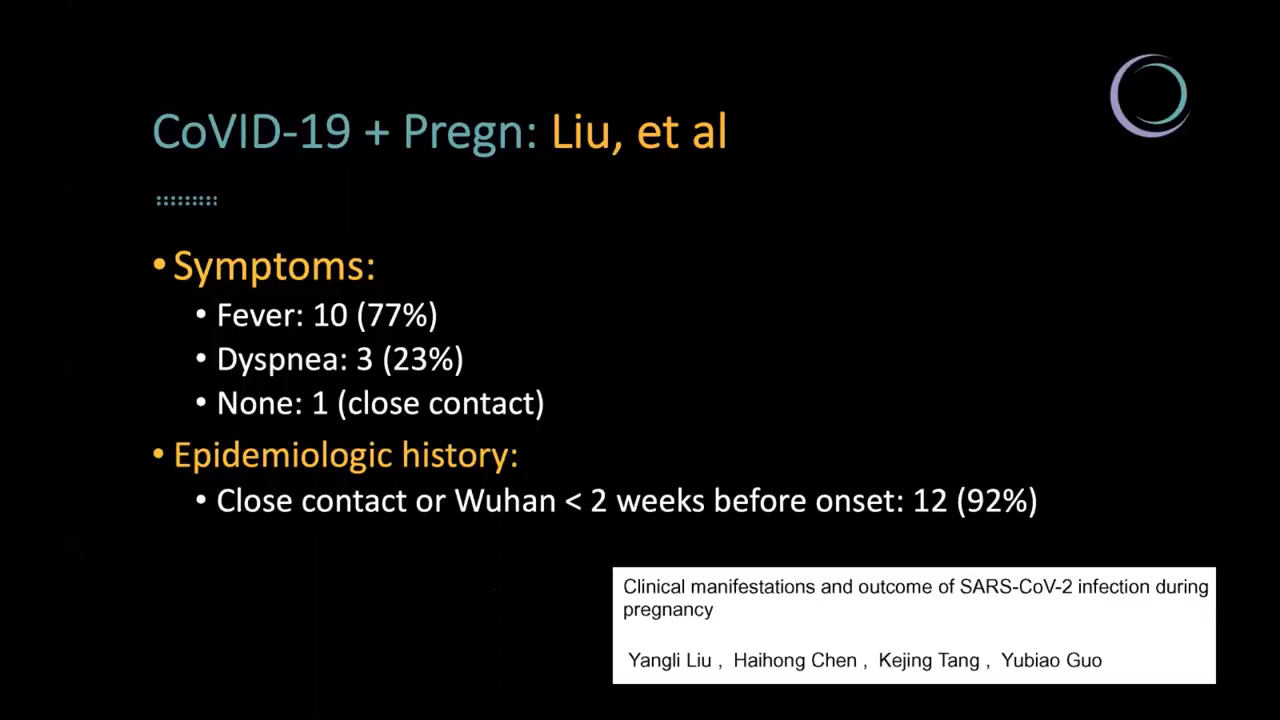 CoVID-19 + Pregn: Liu, et al
• Symptoms:
• Fever: 10 (77%)
• Dyspnea: 3 (23%)
• None: 1 (close contact)
• Epidemiologic history:
• Close contact or Wuhan < 2 weeks before onset: 12 (92%)
Clinical manifestations and outcome of SARS-CoV-2 infection during
pregnancy
Yangli Liu , Haihong Chen , Kejing Tang , Yubiao Guo